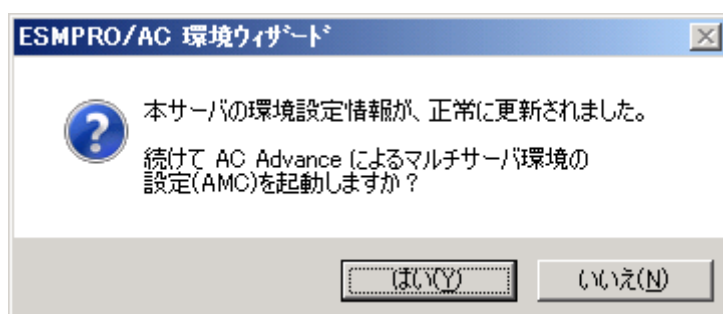 ESMPRO/AC 環境ウィザード
本サーバの環境設定情報が、正常に更新されました。
続けて AC Advance によるマルチサーバ環境の
設定(AMC)を起動しますか？
はい(Y)
いいえ(N)